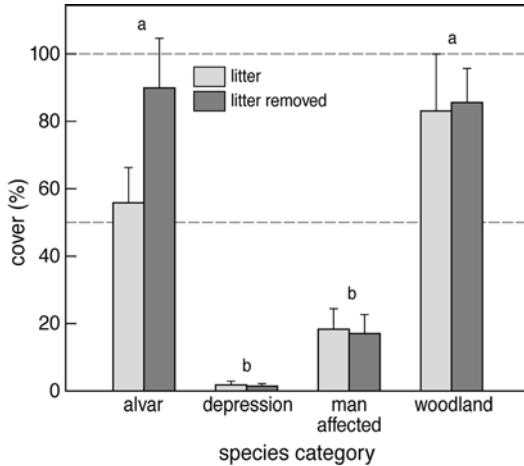 a
a
100
litter
litter removed
80
60
cover (%)
40
b
20
b
0
alvar
depression
man
affected
woodland
species category